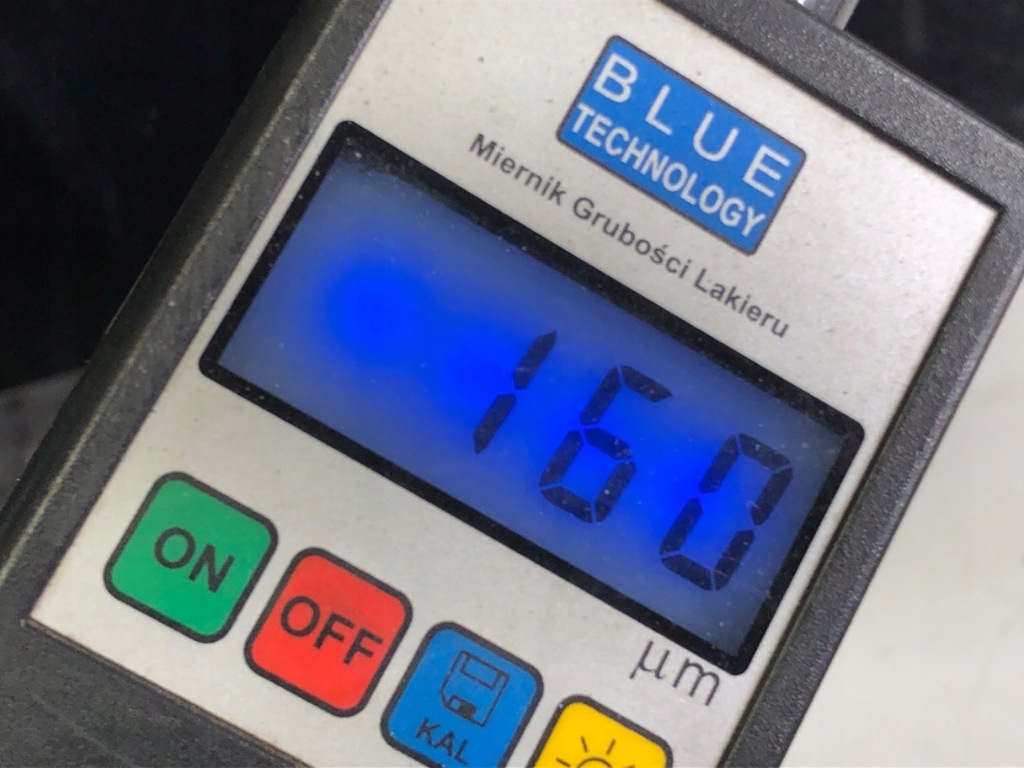 BLUE
TECHNOLOGY
Miernik Grubości Lakieru
160
μm
ON
OFF
KAL